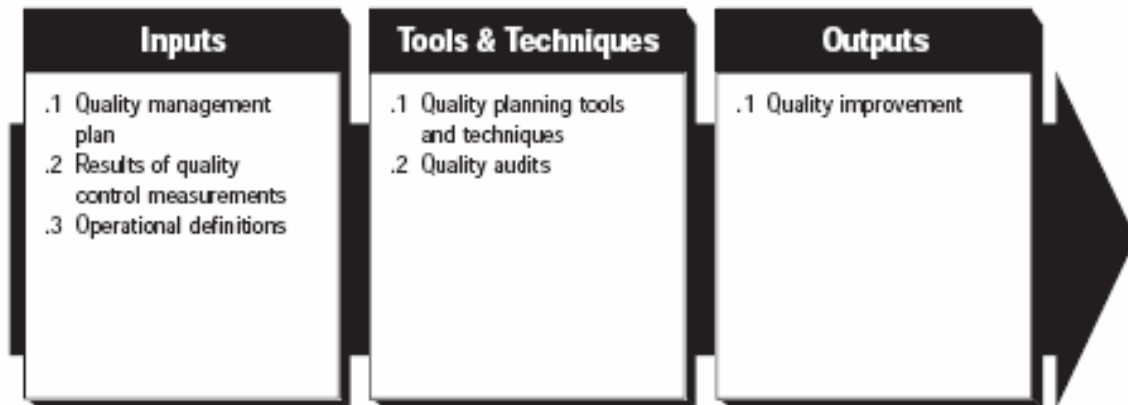 Inputs
.1 Quality management
plan
.2 Results of quality
control measurements
.3 Operational definitions
Tools & Techniques
.1 Quality planning tools
and techniques
.2 Quality audits
Outputs
.1 Quality improvement